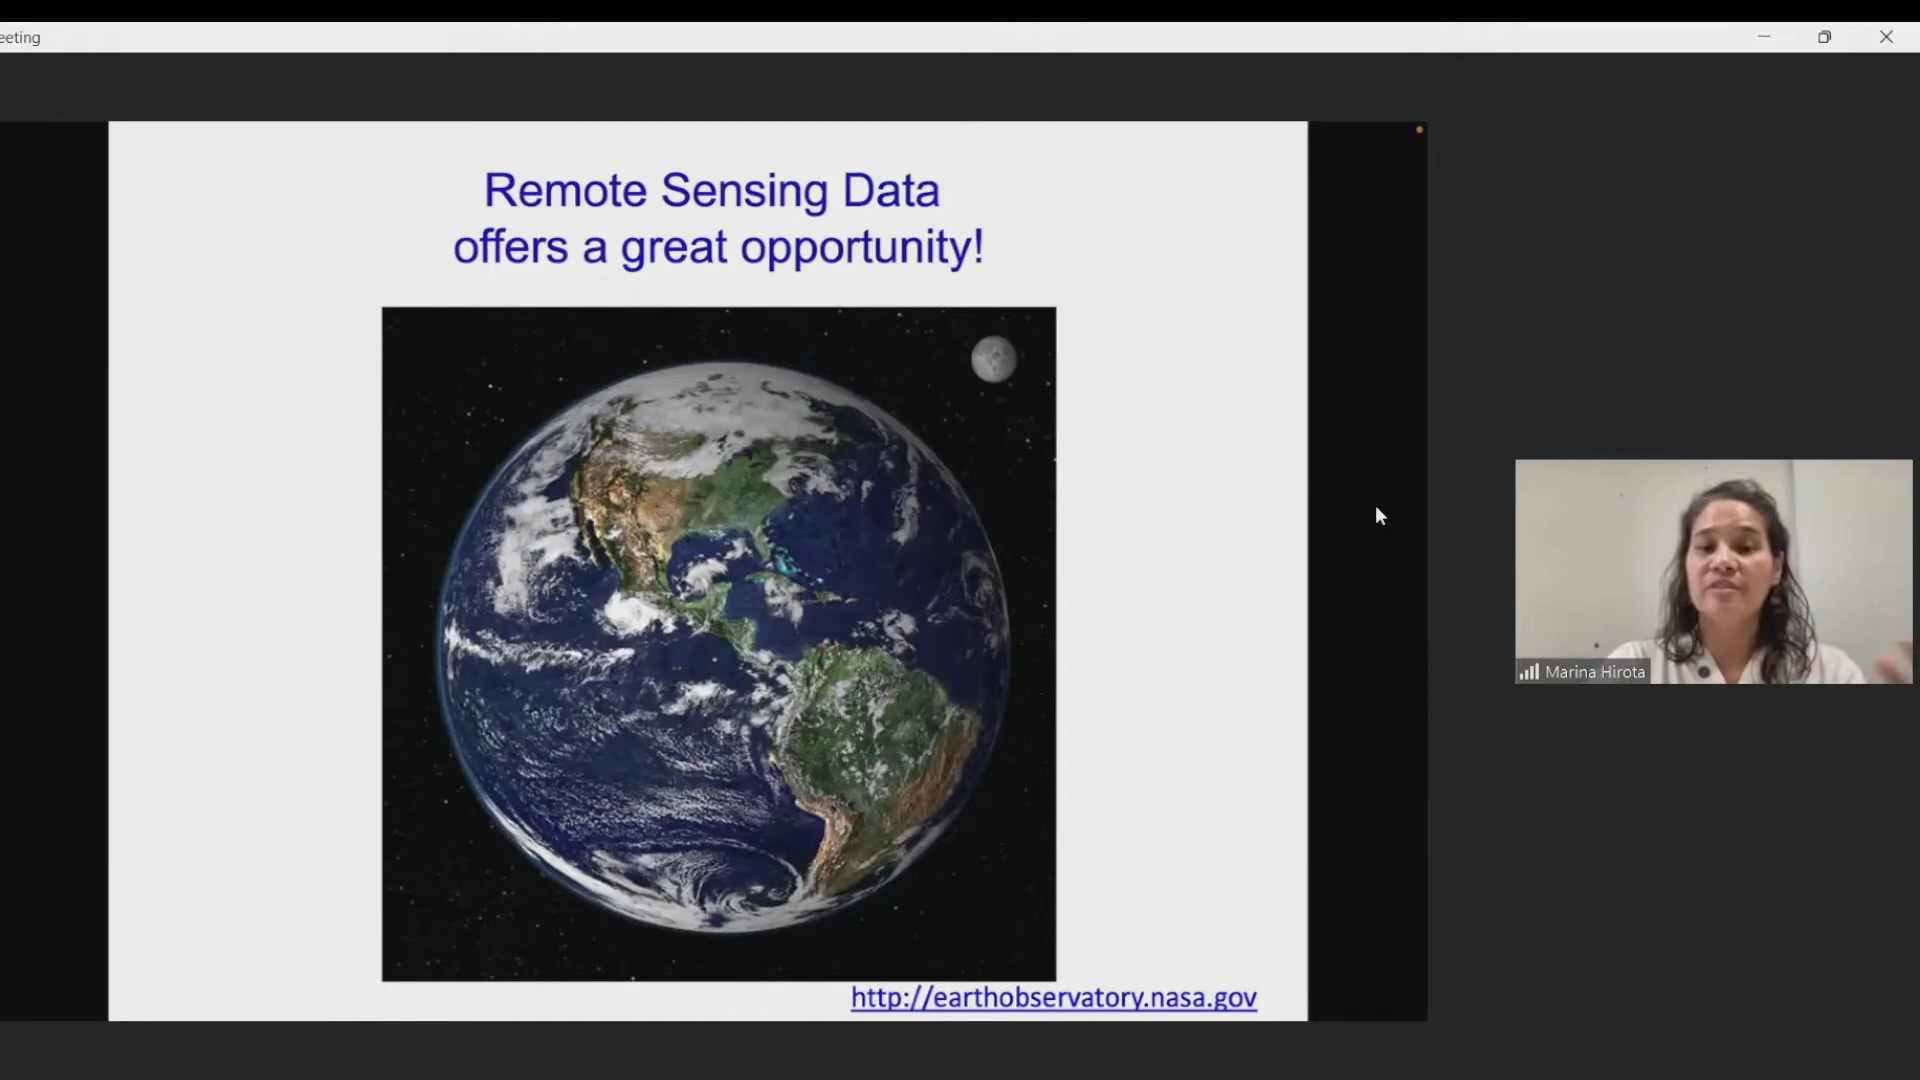 eeting
Remote Sensing Data
offers a great opportunity!
http://earthobservatory.nasa.gov
Marina Hirota